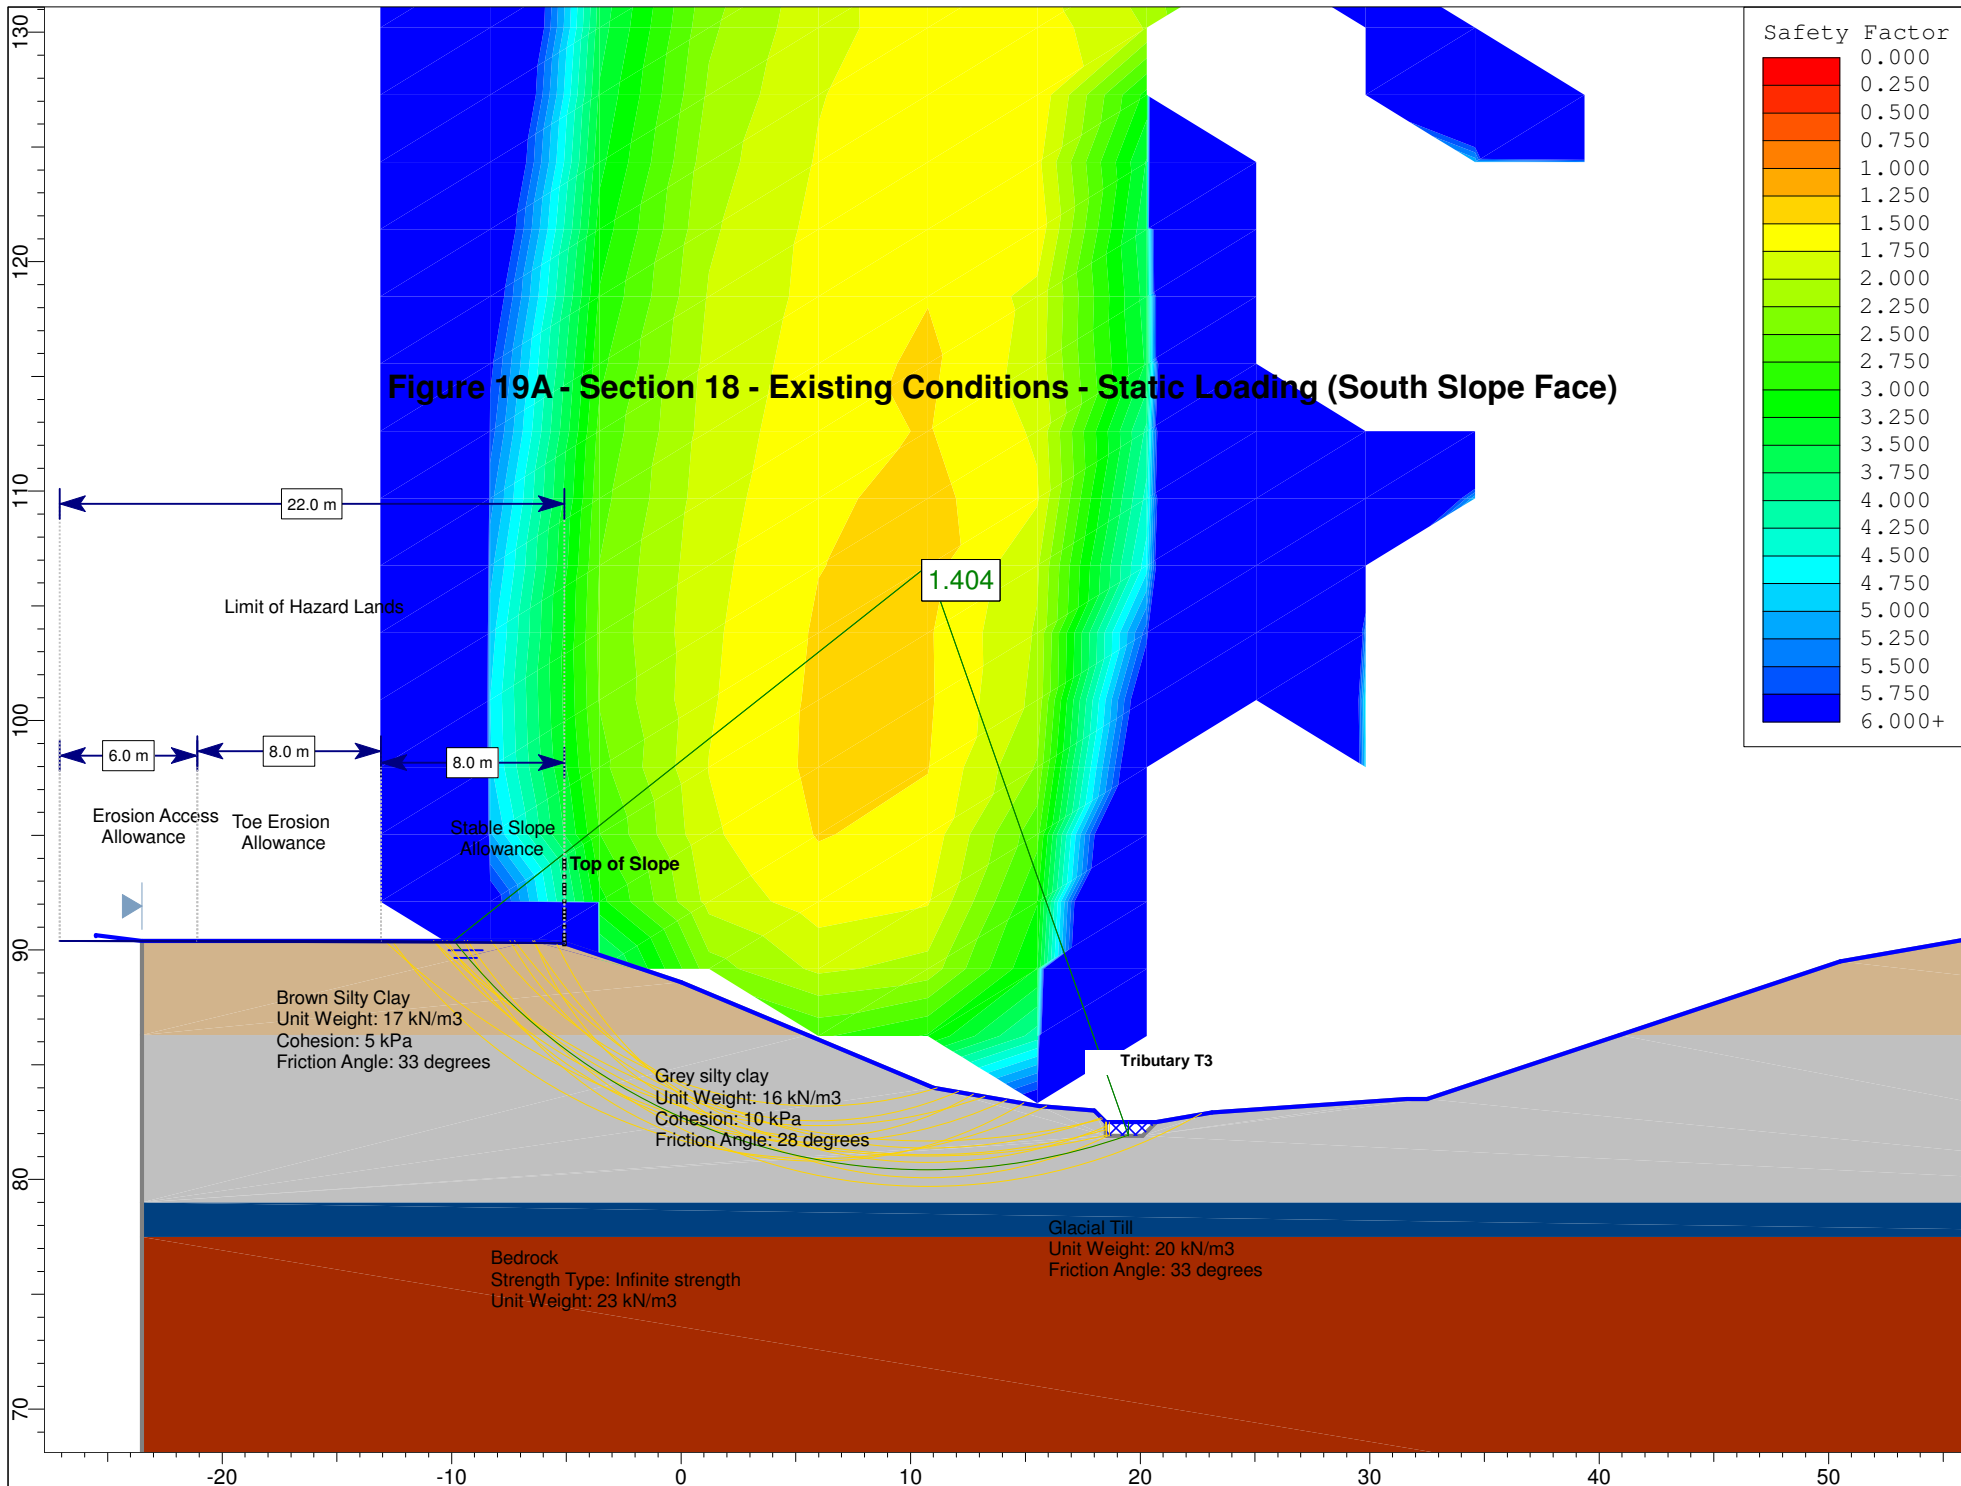 Safety Factor
0.000
0.250
0.500
0.750
1.000
1.250
1.500
1.750
2.000
2.250
2.500
2.750
3.000
3.250
3.500
3.750
4.000
4.250
4.500
4.750
5.000
5.250
5.500
5.750
6.000+
Figure 19A - Section 18 - Existing Conditions - Static Loading (South Slope Face)
22.0 m
1.404
Limit of Hazard Lands
6.0 m
8.0 m
8.0 m
Erosion Access
Allowance
Toe Erosion
Allowance
Stable Slope
Allowance
Top of Slope
Brown Silty Clay
Unit Weight: 17 kN/m3
Cohesion: 5 kPa
Friction Angle: 33 degrees
Grey silty clay
Unit Weight: 16 kN/m3
Cohesion: 10 kPa
Friction Angle: 28 degrees
Tributary T3
Glacial Till
Unit Weight: 20 kN/m3
Friction Angle: 33 degrees
Bedrock
Strength Type: Infinite strength
Unit Weight: 23 kN/m3
130
120
110
100
90
80
70
-20
-10
0
10
20
30
40
50